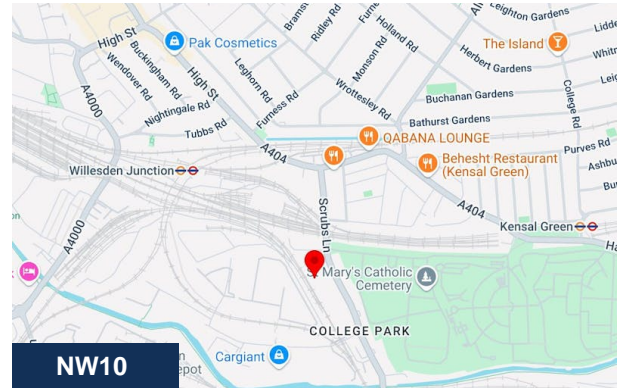 Leighton Gardens
High St
Pak Cosmetics
Ridley Rd
Holland Rd
The Island
Buckingham Rd
Wendover Rd
Leghorn Rd
Monson Rd
Herbert Gardens
College Rd
A4000
High St
Furness Rd
Wrottesley Rd
Buchanan Gardens
Nightingale Rd
Bathurst Gardens
Tubbs Rd
QABANA LOUNGE
Purves Rd
A404
Behesht Restaurant
(Kensal Green)
Willesden Junction
Scrubs Ln
A404
Kensal Green
A4000
Mary's Catholic
Cemetery
COLLEGE PARK
Cargiant
NW10